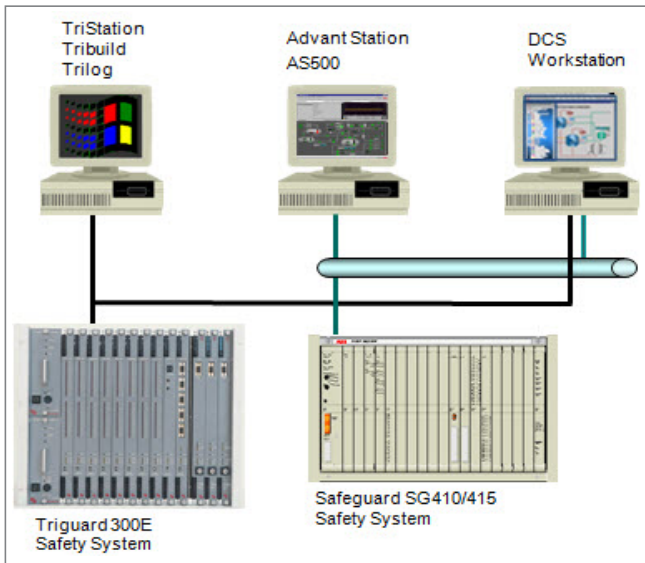 TriStation
Tribuild
Trilog
Advant Station
AS500
DCS
Workstation
Triguard 300E
Safety System
Safeguard SG410/415
Safety System